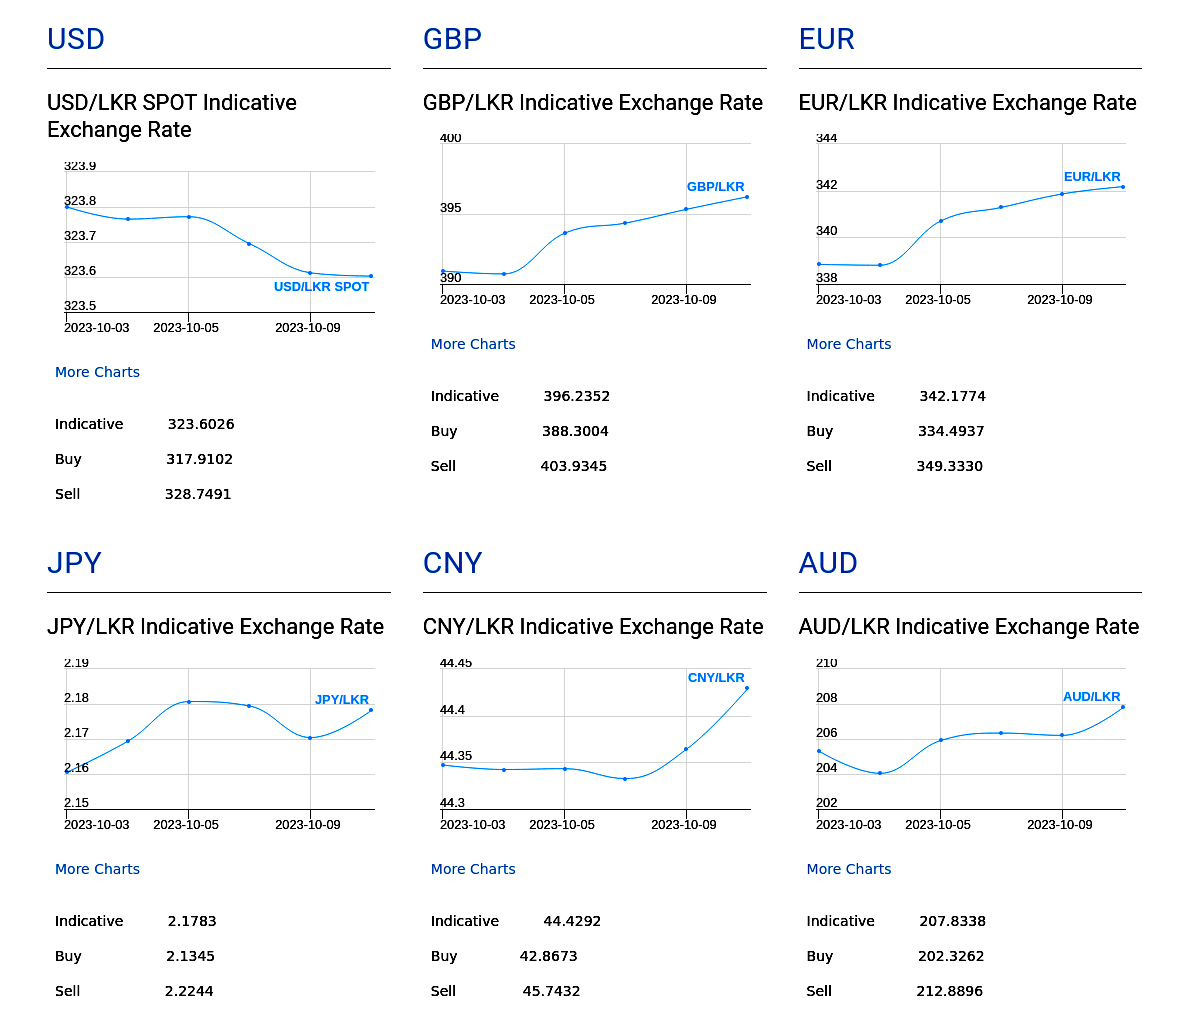 USD
USD/LKR SPOT Indicative
Exchange Rate
323.9
323.8
323.7
323.6
323.5
USD/LKR SPOT
2023-10-03 2023-10-05 2023-10-09
More Charts
Indicative 323.6026
Buy 317.9102
Sell 328.7491
GBP
GBP/LKR Indicative Exchange Rate
400
GBP/LKR
395
390
2023-10-03 2023-10-05 2023-10-09
More Charts
Indicative 396.2352
Buy 388.3004
Sell 403.9345
EUR
EUR/LKR Indicative Exchange Rate
344
EUR/LKR
342
340
338
2023-10-03 2023-10-05 2023-10-09
More Charts
Indicative 342.1774
Buy 334.4937
Sell 349.3330
JPY
JPY/LKR Indicative Exchange Rate
2.19
2.18
JPY/LKR
2.17
2.16
2.15
2023-10-03 2023-10-05 2023-10-09
More Charts
Indicative 2.1783
Buy 2.1345
Sell 2.2244
CNY
CNY/LKR Indicative Exchange Rate
44.45
CNY/LKR
44.4
44.35
44.3
2023-10-03 2023-10-05 2023-10-09
More Charts
Indicative 44.4292
Buy 42.8673
Sell 45.7432
AUD
AUD/LKR Indicative Exchange Rate
210
208
AUD/LKR
206
204
202
2023-10-03 2023-10-05 2023-10-09
More Charts
Indicative 207.8338
Buy 202.3262
Sell 212.8896